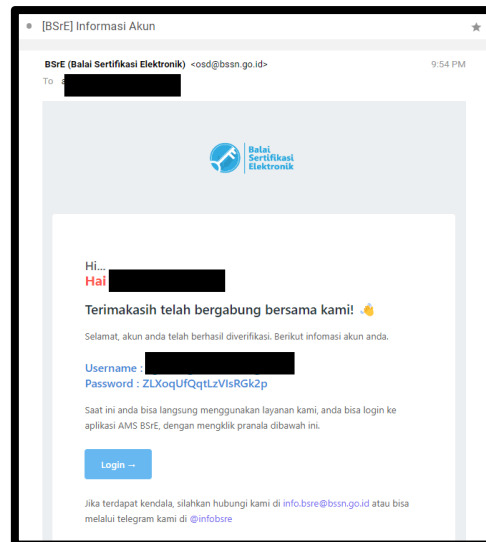 [BSrE] Informasi Akun
BSrE (Balai Sertifikasi Elektronik) <osd@bssn.go.id> 9:54 PM
To
Balai
Sertifikasi
Elektronik
Hi...
Hai
Terimakasih telah bergabung bersama kami! 👋
Selamat, akun anda telah berhasil diverifikasi. Berikut infomasi akun anda.
Username :
Password : ZLXoqUfQqtLzVIsRGk2p
Saat ini anda bisa langsung menggunakan layanan kami, anda bisa login ke
aplikasi AMS BSrE, dengan mengklik pranala dibawah ini.
Login →
Jika terdapat kendala, silahkan hubungi kami di info.bsre@bssn.go.id atau bisa
melalui telegram kami di @infobsre